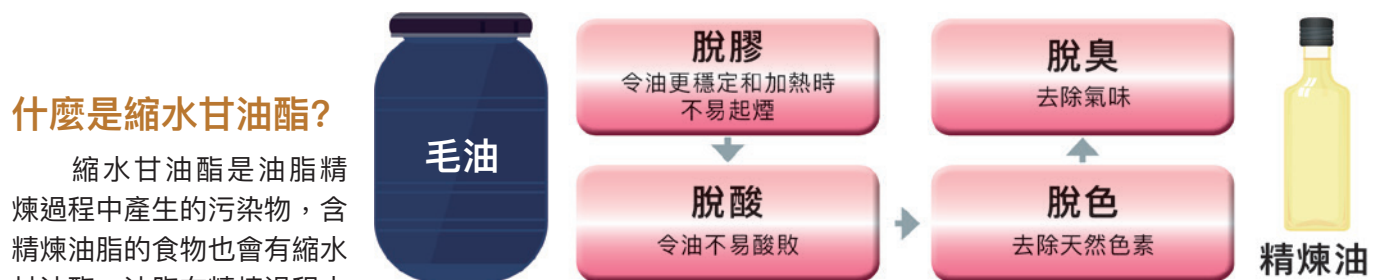 什麼是縮水甘油酯?
縮水甘油酯是油脂精
煉過程中產生的污染物，含
精煉油脂的食物也會有縮水
毛油
脫膠
令油更穩定和加熱時
不易起煙
脫酸
令油不易酸敗
脫色
去除天然色素
脫臭
去除氣味
精煉油